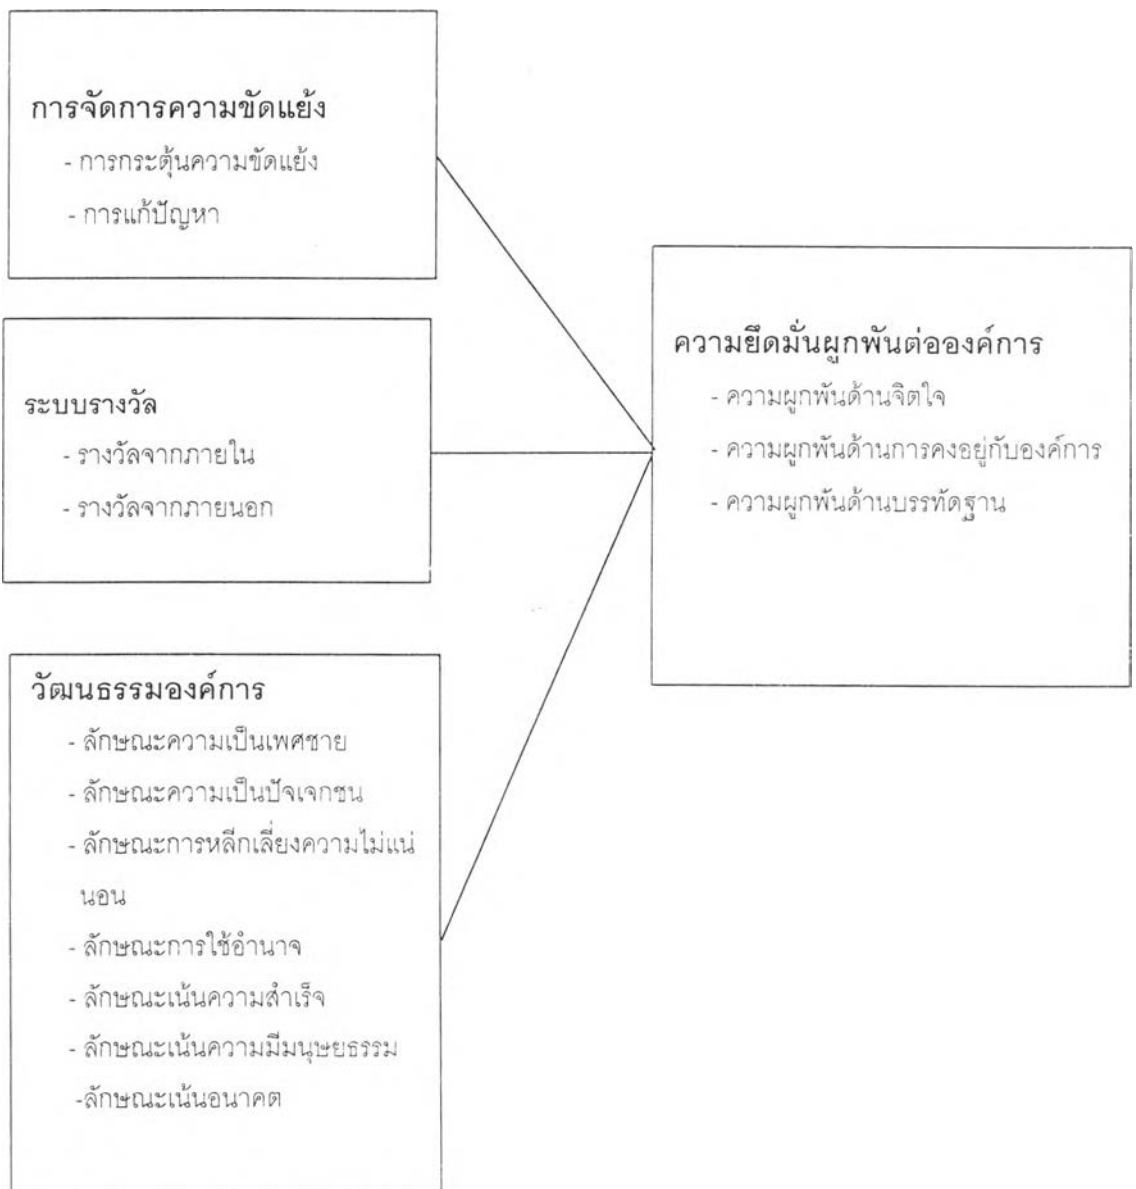 การจัดการความขัดแย้ง
- การกระตุ้นความขัดแย้ง
- การแก้ปัญหา
ระบบรางวัล
- รางวัลจากภายใน
- รางวัลจากภายนอก
วัฒนธรรมองค์การ
- ลักษณะความเป็นเพศชาย
- ลักษณะความเป็นปัจเจกชน
- ลักษณะการหลีกเลี่ยงความไม่แน่
นอน
- ลักษณะการใช้อำนาจ
- ลักษณะเน้นความสำเร็จ
- ลักษณะเน้นความมีมนุษยธรรม
-ลักษณะเน้นอนาคต
ความยึดมั่นผูกพันต่อองค์การ
- ความผูกพันด้านจิตใจ
- ความผูกพันด้านการคงอยู่กับองค์การ
- ความผูกพันด้านบรรทัดฐาน